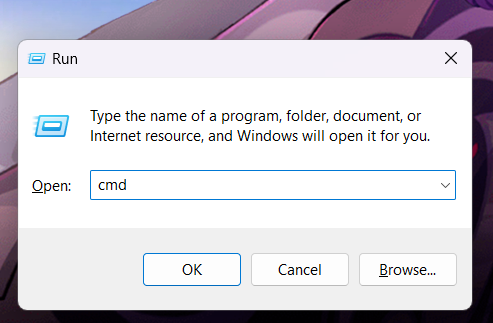 Run
Type the name of a program, folder, document, or
Internet resource, and Windows will open it for you.
Open: cmd
OK Cancel Browse...